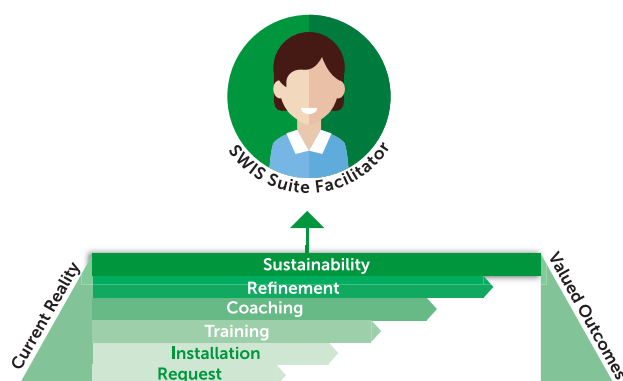 SWIS Suite Facilitator
Current Reality
Sustainability
Refinement
Coaching
Training
Installation
Request
Valued Outcomes